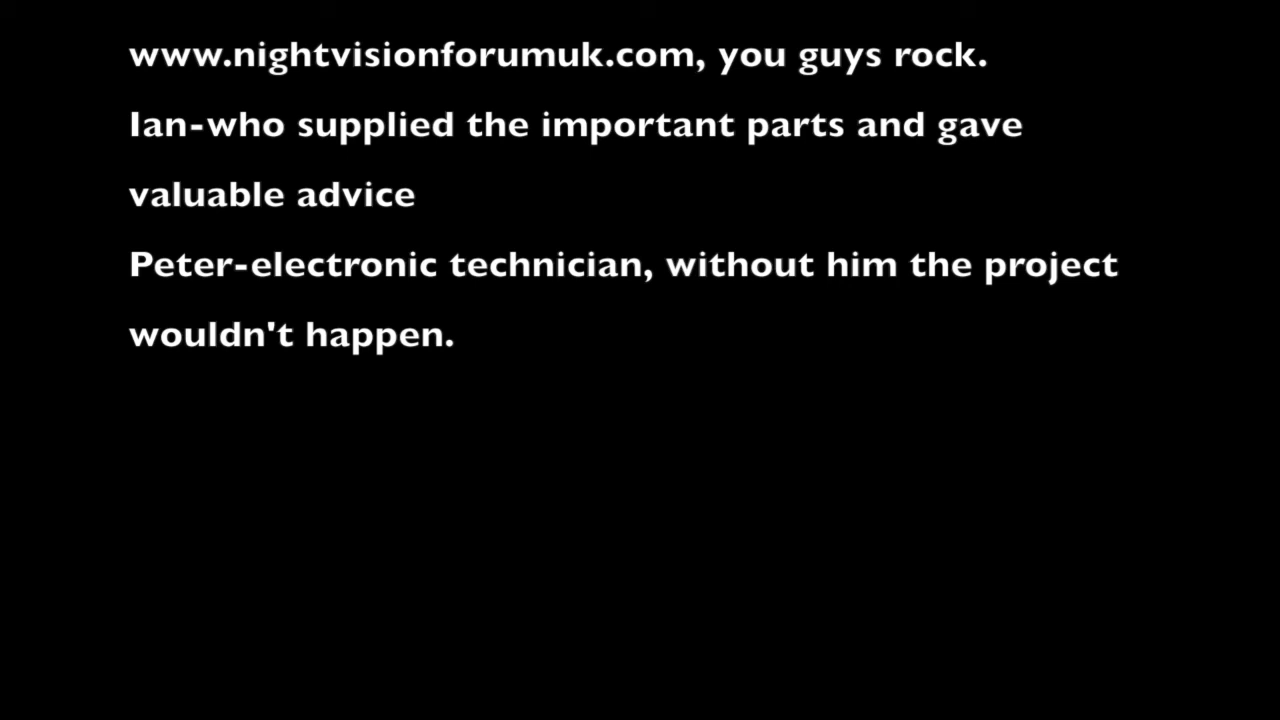 www.nightvisionforumuk.com, you guys rock.
Ian-who supplied the important parts and gave
valuable advice
Peter-electronic technician, without him the project
wouldn't happen.